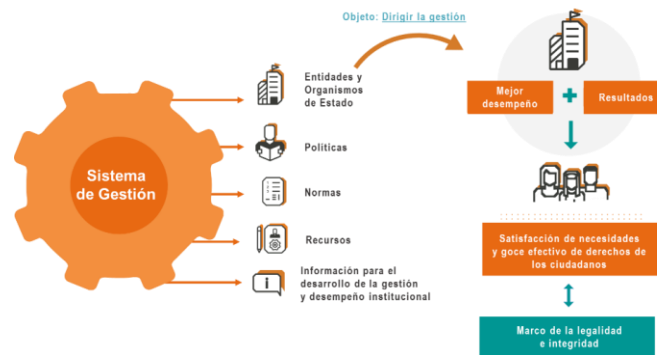 Objeto: Dirigir la gestión
Entidades y
Organismos
de Estado
Políticas
Sistema
de Gestión
Normas
Recursos
Información para el
desarrollo de la gestión
y desempeño institucional
Mejor
desempeño
Resultados
Satisfacción de necesidades
y goce efectivo de derechos de
los ciudadanos
Marco de la legalidad
e integridad